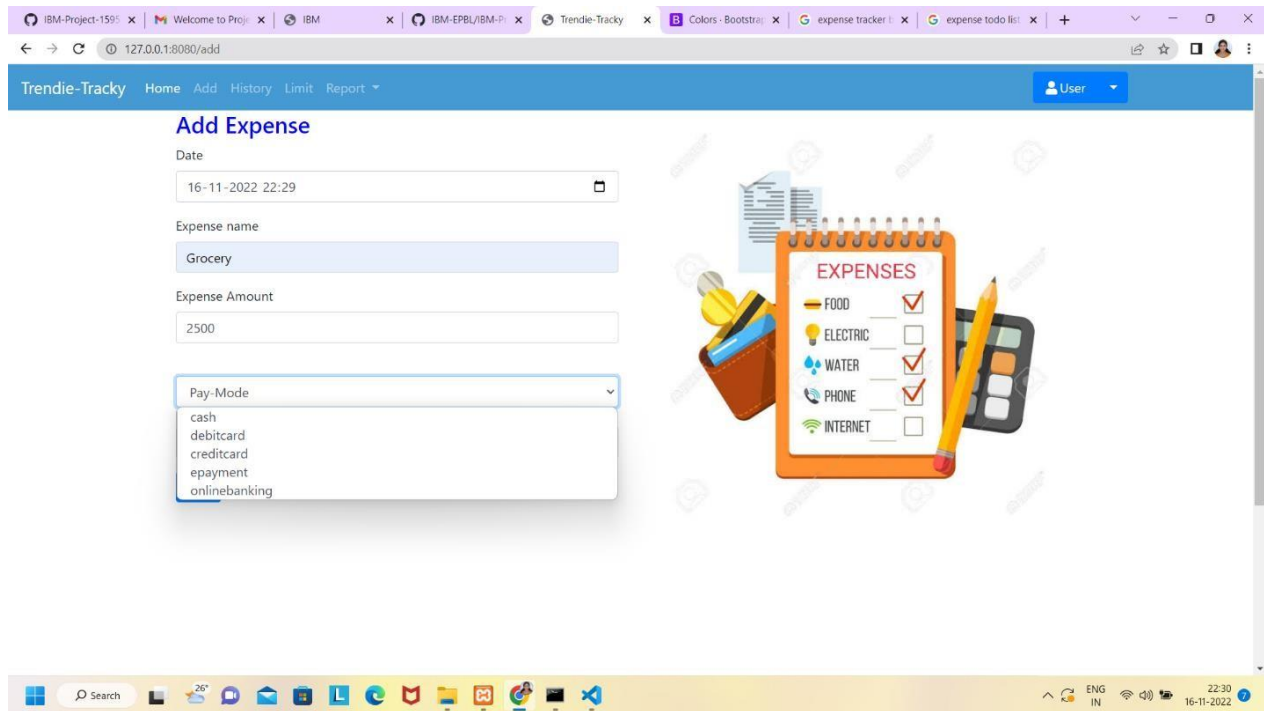 IBM-Project-1595
Welcome to Proje
IBM
IBM-EPBL/IBM-Pr
Trendie-Tracky
Colors · Bootstrap
expense tracker b
expense todo list
127.0.0.1:8080/add
Trendie-Tracky Home Add History Limit Report
User
Add Expense
Date
16-11-2022 22:29
Expense name
Grocery
Expense Amount
2500
Pay-Mode
cash
debitcard
creditcard
epayment
onlinebanking
EXPENSES
FOOD
ELECTRIC
WATER
PHONE
INTERNET
Search
26°
ENG
IN
22:30
16-11-2022
7